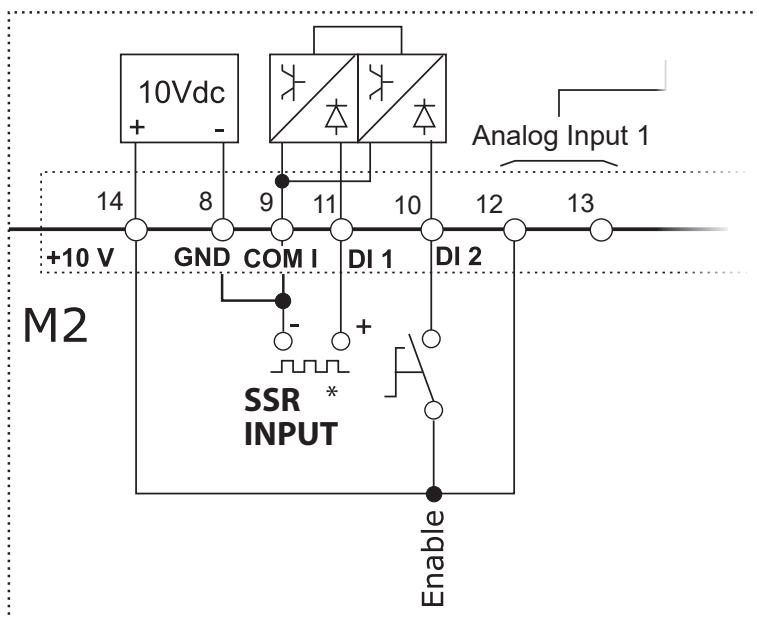 10Vdc
+ -
Analog Input 1
14 8 9 11 10 12 13
+10 V GND COM I DI 1 DI 2
M2
- +
SSR *
INPUT
Enable